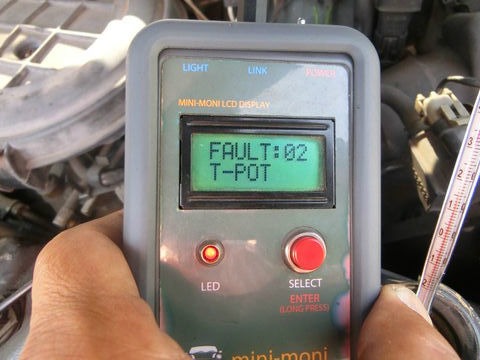 LIGHT LINK POWER
MINI-MONI LCD DISPLAY
FAULT:02
T-POT
LED SELECT
ENTER
(LONG PRESS)
mini-moni